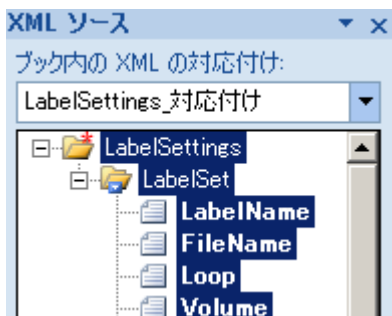 XML ソース
ブック内の XML の対応付け:
LabelSettings_対応付け
LabelSettings
LabelSet
LabelName
FileName
Loop
Volume